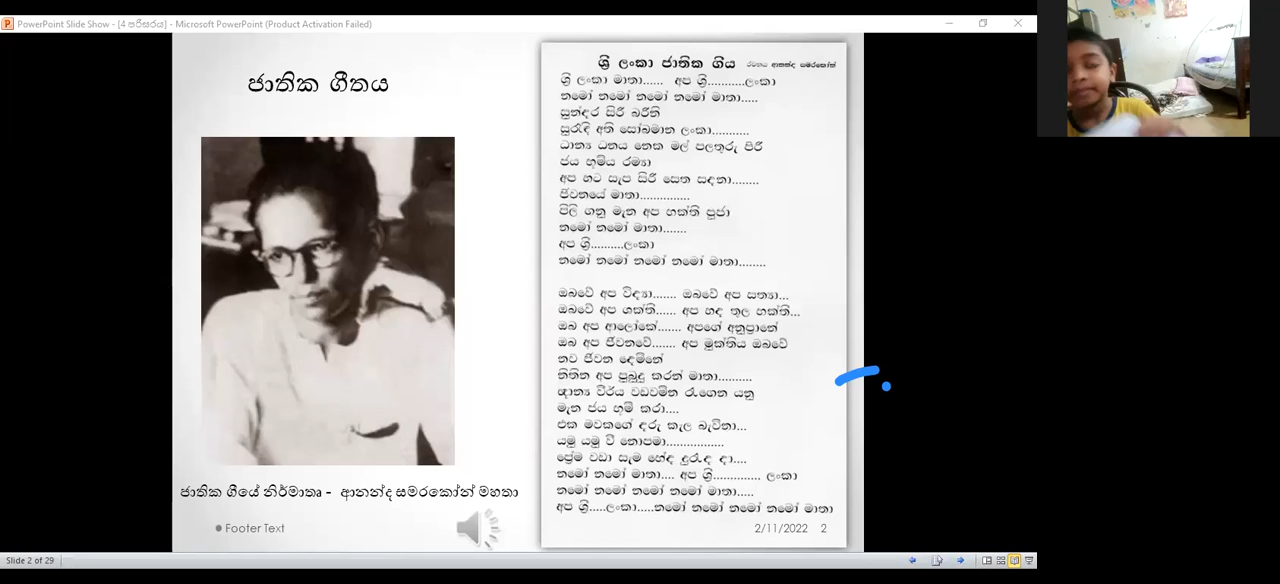 PowerPoint Slide Show - [4 පරිසරය] - Microsoft PowerPoint (Product Activation Failed)
ජාතික ගීතය
ජාතික ගීයේ නිර්මාතෘ - ආනන්ද සමරකෝන් මහතා
Footer Text
ශ්‍රී ලංකා ජාතික ගීය රචනය ආනන්ද සමරකෝන්
ශ්‍රී ලංකා මාතා...... අප ශ්‍රී...........ලංකා
නමෝ නමෝ නමෝ නමෝ මාතා.....
සුන්දර සිරි බරිනි
සුරැඳි අති සෝබමාන ලංකා...........
ධාන්‍ය ධනය නෙක මල් පලතුරු පිරි
ජය භූමිය රම්‍යා
අප හට සැප සිරි සෙත සදනා........
ජීවනයේ මාතා...............
පිලි ගනු මැන අප භක්ති පූජා
නමෝ නමෝ මාතා.......
අප ශ්‍රී.........ලංකා
නමෝ නමෝ නමෝ නමෝ මාතා........
ඔබවේ අප විද්‍යා....... ඔබවේ අප සත්‍යා...
ඔබවේ අප ශක්ති...... අප හද තුල භක්ති...
ඔබ අප ආලෝකේ....... අපගේ අනුප්‍රානේ
ඔබ අප ජීවනවේ....... අප මුක්තිය ඔබවේ
නව ජීවන දෙමිනේ
නිතින අප පුබුදු කරන් මාතා..........
ඥාන්‍ය වීර්ය වඩවමින රැගෙන යනු
මැන ජය භූමි කරා....
එක මවකගේ දරු කැල බැවිනා...
යමු යමු වී නොපමා.................
ප්‍රේම වඩා සැම භේද දුරැද දා....
නමෝ නමෝ මාතා.... අප ශ්‍රී.............. ලංකා
නමෝ නමෝ නමෝ නමෝ මාතා.....
අප ශ්‍රී.....ලංකා.....නමෝ නමෝ නමෝ නමෝ මාතා
2/11/2022 2
Slide 2 of 29